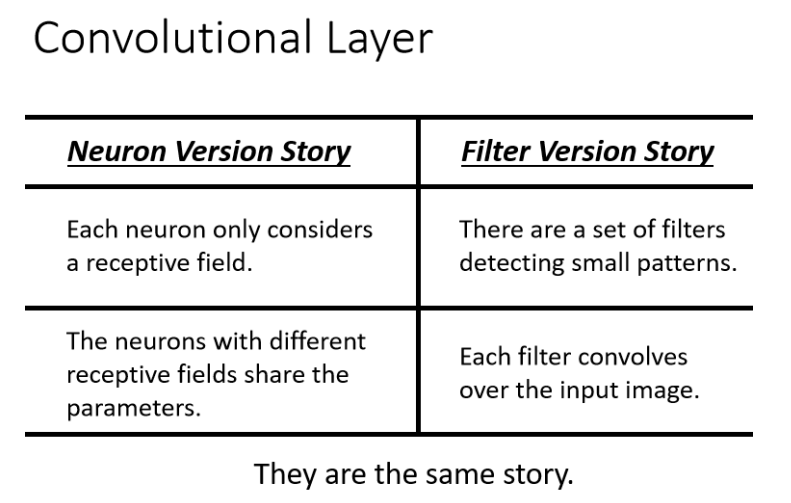 Convolutional Layer
Neuron Version Story
Filter Version Story
Each neuron only considers
a receptive field.
There are a set of filters
detecting small patterns.
The neurons with different
receptive fields share the
parameters.
Each filter convolves
over the input image.
They are the same story.